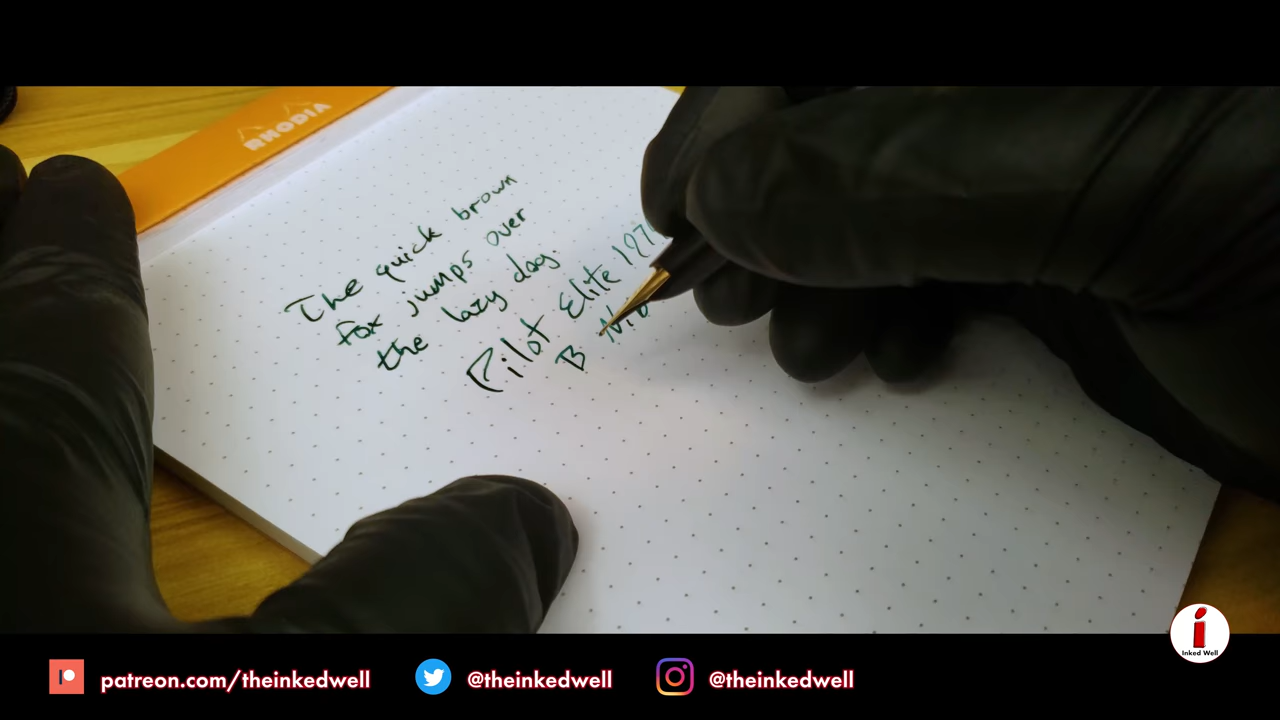 RHODIA
The quick brown
fox jumps over
the lazy dog.
Pilot Elite
B Nib
i
Inked Well
patreon.com/theinkedwell
@theinkedwell
@theinkedwell